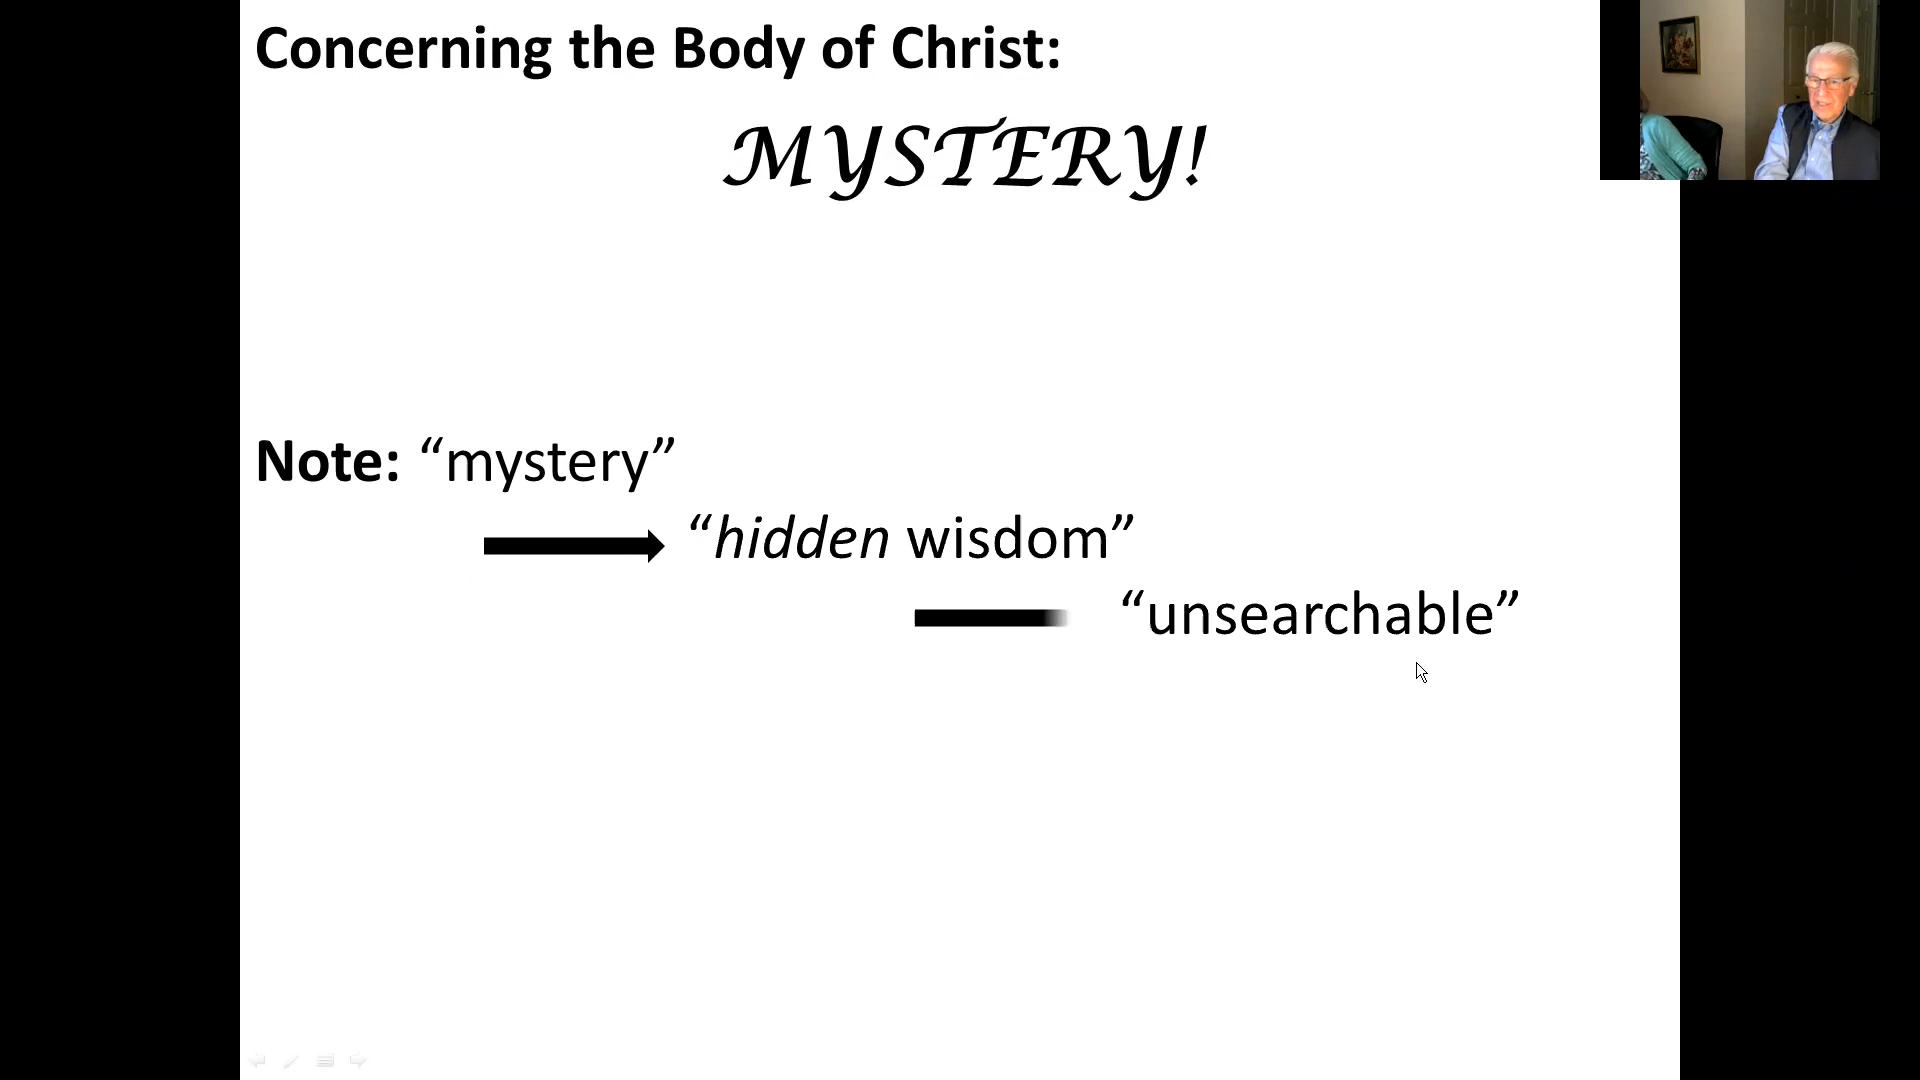 Concerning the Body of Christ:
MYSTERY!
Note: “mystery”
“hidden wisdom”
“unsearchable”